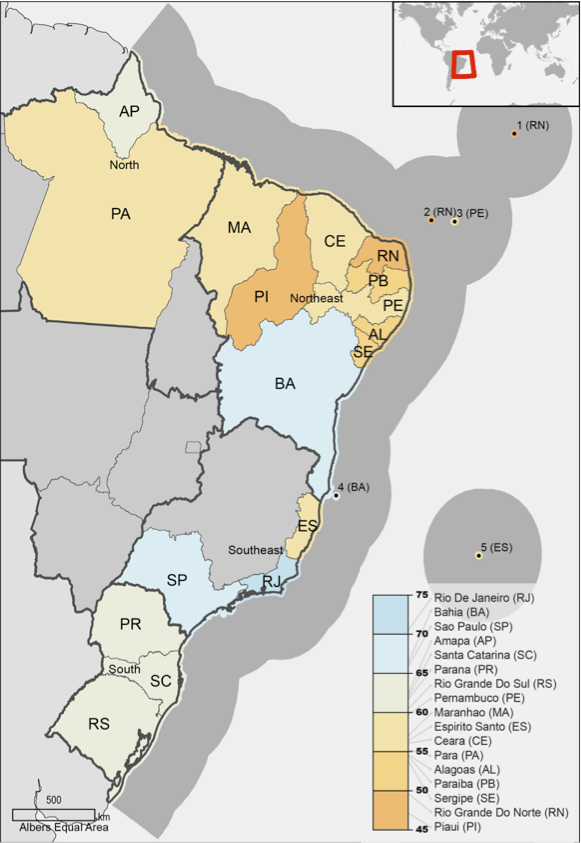 1 (RN)
AP
North
2 (RN)
3 (PE)
PA
MA
CE
RN
PB
PI
Northeast
PE
AL
SE
BA
4 (BA)
ES
Southeast
5 (ES)
SP
RJ
PR
South
SC
RS
75
Rio De Janeiro (RJ)
Bahia (BA)
Sao Paulo (SP)
70
Amapa (AP)
Santa Catarina (SC)
65
Parana (PR)
Rio Grande Do Sul (RS)
Pernambuco (PE)
60
Maranhao (MA)
Espirito Santo (ES)
Ceara (CE)
55
Para (PA)
Alagoas (AL)
Paraiba (PB)
50
Sergipe (SE)
Rio Grande Do Norte (RN)
45
Piaui (PI)
500
km
Albers Equal Area